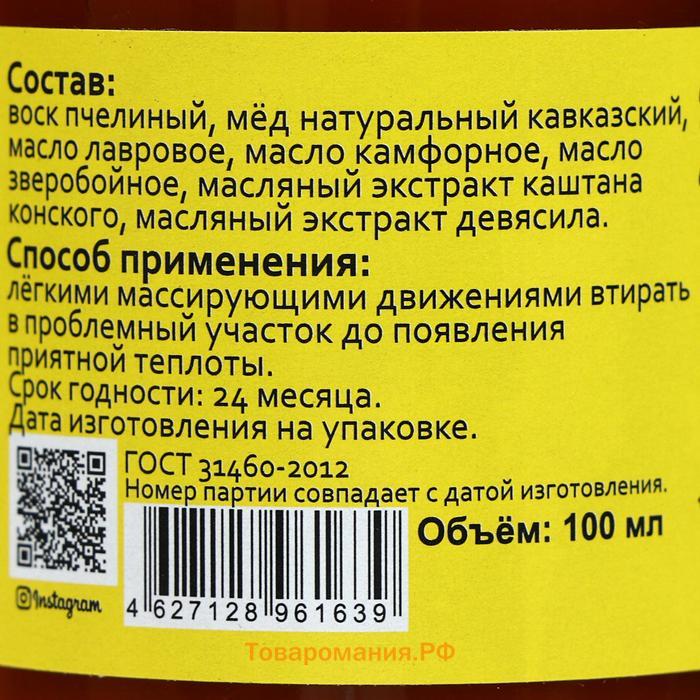 Состав:
воск пчелиный, мёд натуральный кавказский,
масло лавровое, масло камфорное, масло
зверобойное, масляный экстракт каштана
конского, масляный экстракт девясила.
Способ применения:
лёгкими массирующими движениями втирать
в проблемный участок до появления
приятной теплоты.
Срок годности: 24 месяца.
Дата изготовления на упаковке.
ГОСТ 31460-2012
Номер партии совпадает с датой изготовления.
Объём: 100 мл
Instagram
4 627128 961639
Товаромания.РФ